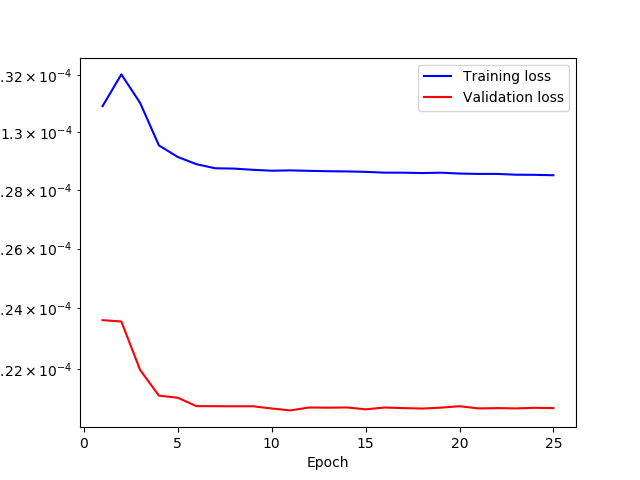 Training loss
Validation loss
.32 × 10⁻⁴
1.3 × 10⁻⁴
.28 × 10⁻⁴
.26 × 10⁻⁴
.24 × 10⁻⁴
.22 × 10⁻⁴
0 5 10 15 20 25
Epoch